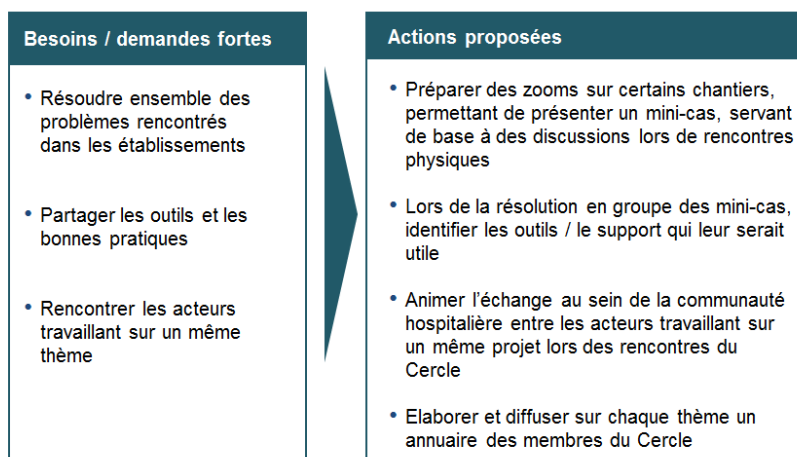 Besoins / demandes fortes
• Résoudre ensemble des
problèmes rencontrés
dans les établissements
• Partager les outils et les
bonnes pratiques
• Rencontrer les acteurs
travaillant sur un même
thème
Actions proposées
• Préparer des zooms sur certains chantiers,
permettant de présenter un mini-cas, servant
de base à des discussions lors de rencontres
physiques
• Lors de la résolution en groupe des mini-cas,
identifier les outils / le support qui leur serait
utile
• Animer l’échange au sein de la communauté
hospitalière entre les acteurs travaillant sur
un même projet lors des rencontres du
Cercle
• Elaborer et diffuser sur chaque thème un
annuaire des membres du Cercle